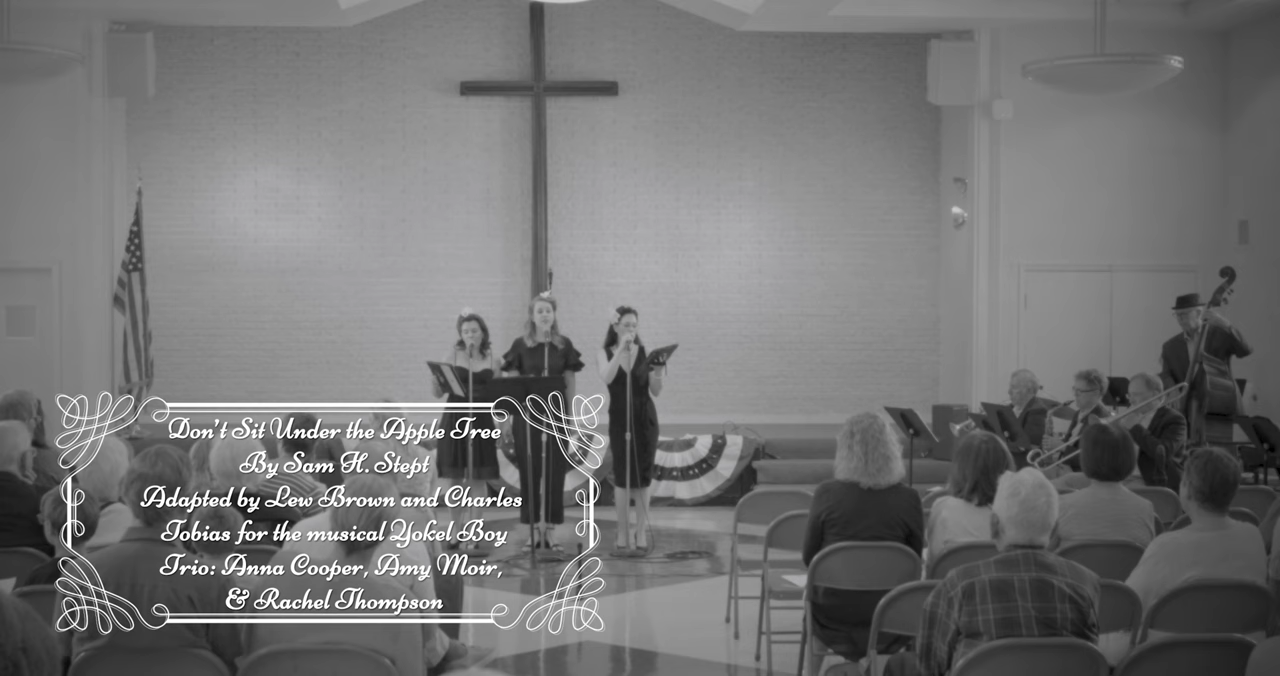 Don't Sit Under the Apple Tree
By Sam H. Stept
Adapted by Lew Brown and Charles
Tobias for the musical Yokel Boy
Trio: Anna Cooper, Amy Moir,
& Rachel Thompson